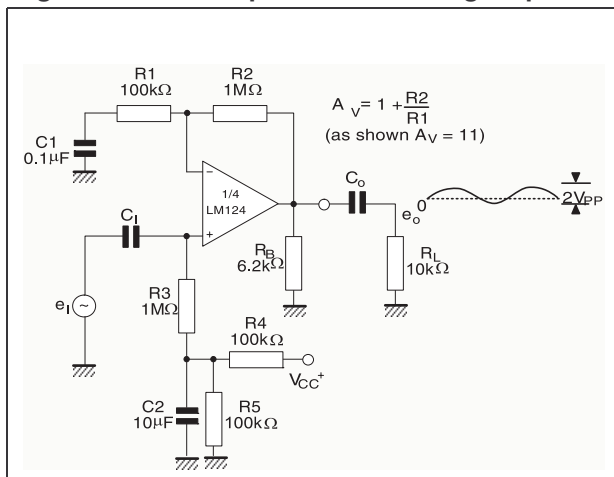 R1
100kΩ
R2
1MΩ
A V = 1 + R2
R1
(as shown AV = 11)
C1
0.1µF
1/4
LM124
−
+
CI
CO
eO
0
2VPP
RB
6.2kΩ
RL
10kΩ
eI
~
R3
1MΩ
R4
100kΩ
VCC+
C2
10µF
R5
100kΩ